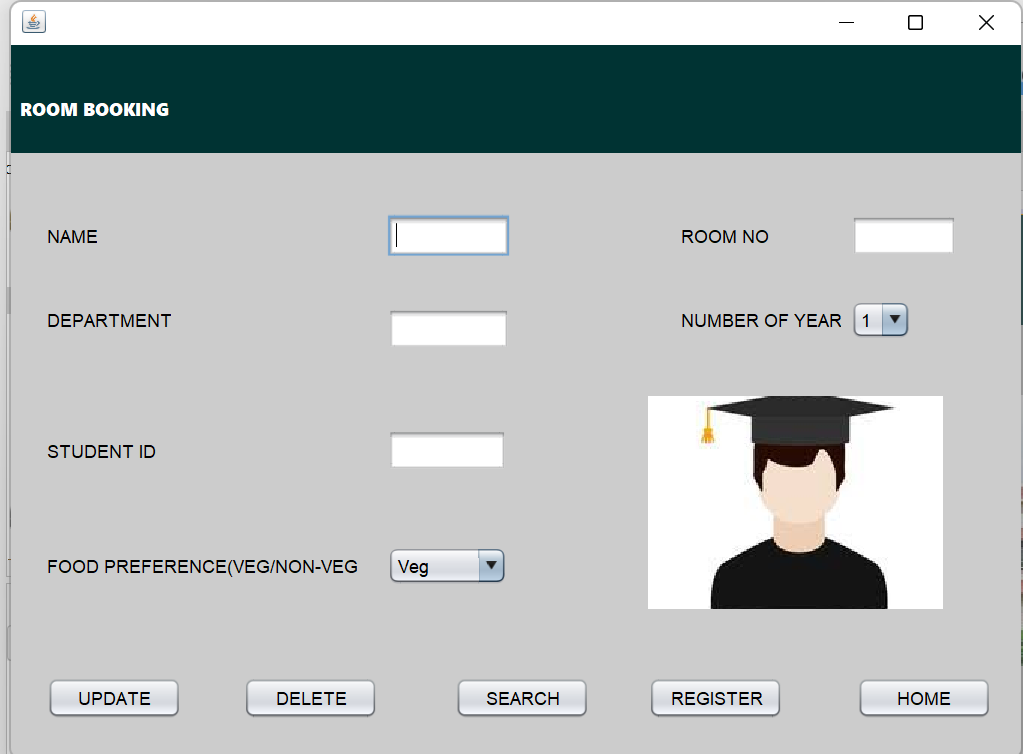 ROOM BOOKING
NAME
ROOM NO
DEPARTMENT
NUMBER OF YEAR 1
STUDENT ID
FOOD PREFERENCE(VEG/NON-VEG Veg
UPDATE DELETE SEARCH REGISTER HOME